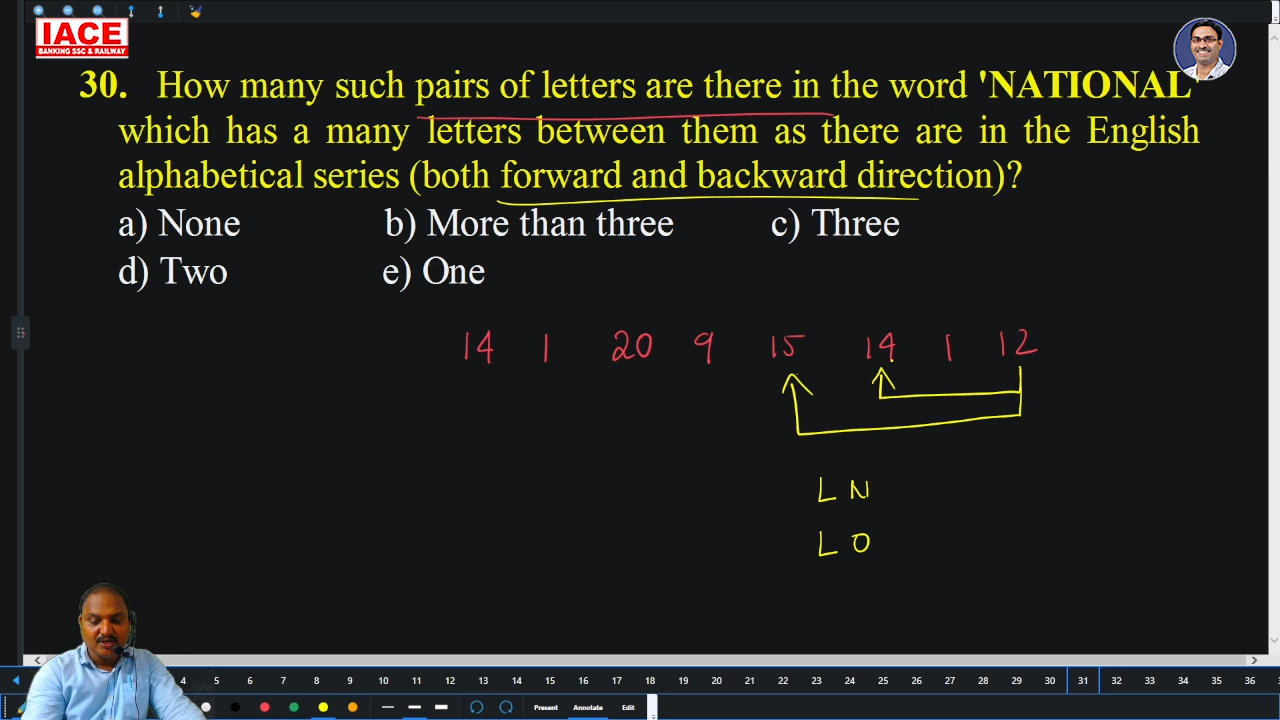 IACE
BANKING SSC & RAILWAY
30. How many such pairs of letters are there in the word 'NATIONAL'
which has a many letters between them as there are in the English
alphabetical series (both forward and backward direction)?
a) None b) More than three c) Three
d) Two e) One
14 1 20 9 15 14 1 12
L N
L O
4 5 6 7 8 9 10 11 12 13 14 15 16 17 18 19 20 21 22 23 24 25 26 27 28 29 30 31 32 33 34 35 36
Present Annotate Edit